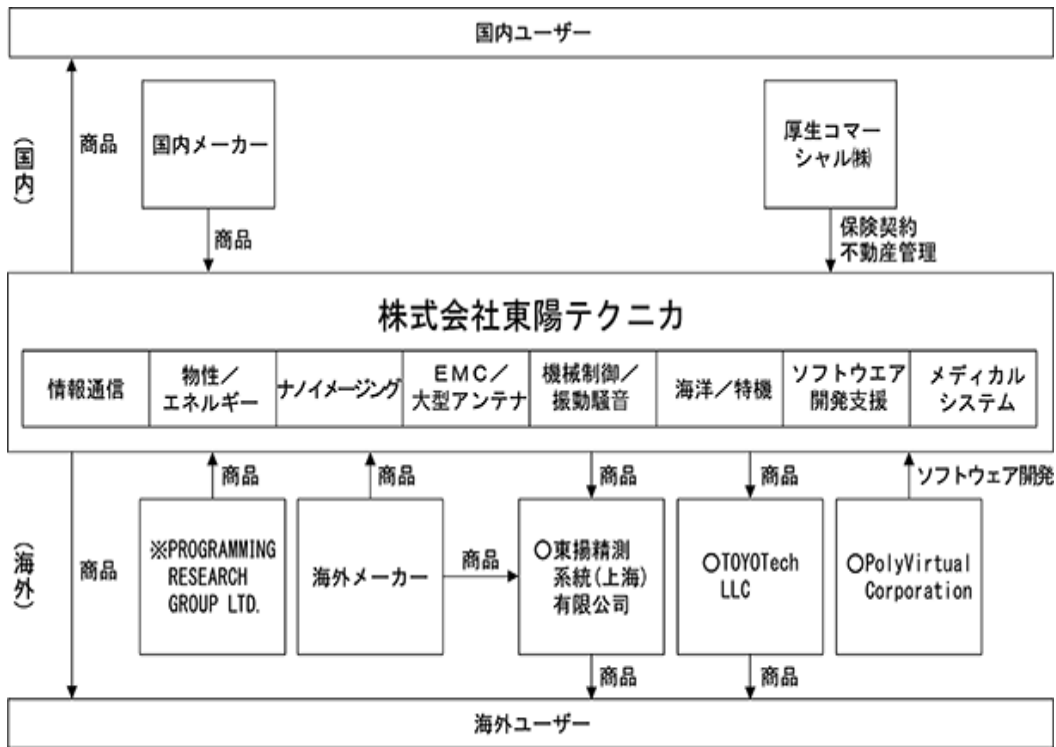 国内ユーザー
(国内)
商品
国内メーカー
商品
厚生コマー
シャル㈱
保険契約
不動産管理
株式会社東陽テクニカ
情報通信
物性／
エネルギー
ナノイメージング
ＥＭＣ／
大型アンテナ
機械制御／
振動騒音
海洋／特機
ソフトウエア
開発支援
メディカル
システム
(海外)
商品
商品
商品
商品
商品
ソフトウェア開発
※PROGRAMMING
RESEARCH
GROUP LTD.
海外メーカー
商品
○東揚精測
系統(上海)
有限公司
○TOYOTech
LLC
○PolyVirtual
Corporation
商品
商品
海外ユーザー